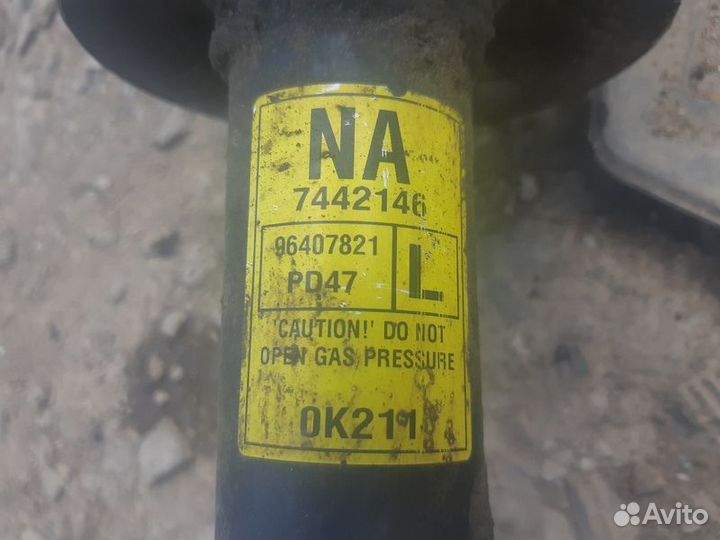 NA
7442146
96407821
PD47
L
'CAUTION!' DO NOT
OPEN GAS PRESSURE
0K211
Avito